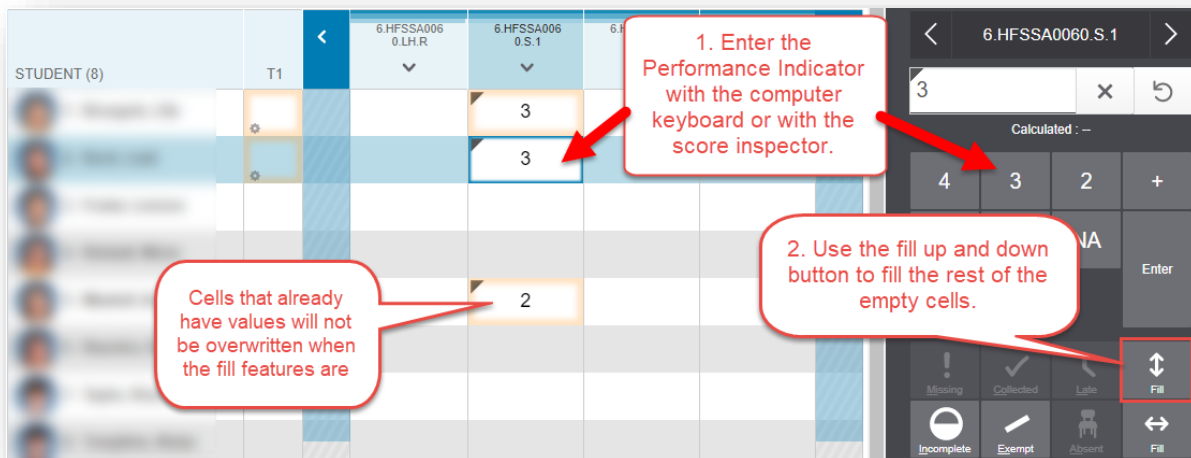 6.HFSSA006
0.LH.R
6.HFSSA006
0.S.1
STUDENT (8)
T1
3
3
2
1. Enter the
Performance Indicator
with the computer
keyboard or with the
score inspector.
Cells that already
have values will not
be overwritten when
the fill features are
6.HFSSA0060.S.1
3
Calculated : --
4
3
2
+
NA
Enter
2. Use the fill up and down
button to fill the rest of the
empty cells.
Missing
Collected
Late
Fill
Incomplete
Exempt
Absent
Fill